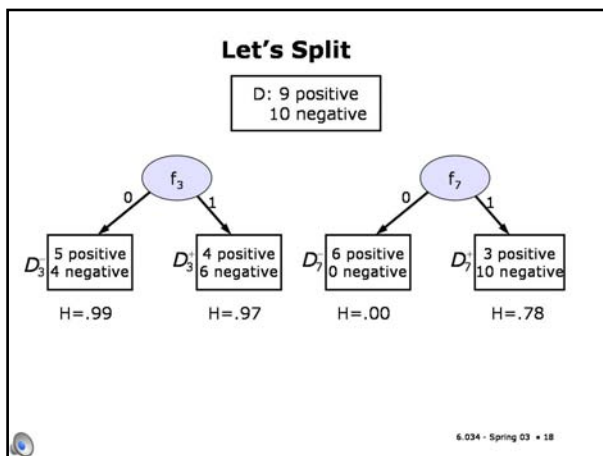 Let's Split
D: 9 positive
10 negative
f3
0
1
D3-
5 positive
4 negative
H=.99
D3+
4 positive
6 negative
H=.97
f7
0
1
D7-
6 positive
0 negative
H=.00
D7+
3 positive
10 negative
H=.78
6.034 - Spring 03 • 18